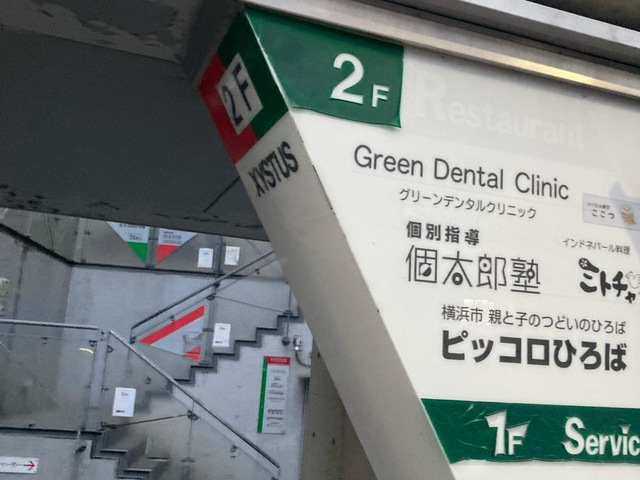 2F
2F
Restaurant
XYSTUS
Green Dental Clinic
グリーンデンタルクリニック
ここつ
個別指導
個太郎塾
インドネパール料理
ミトチャ
横浜市 親と子のつどいのひろば
ピッコロひろば
1F Servic